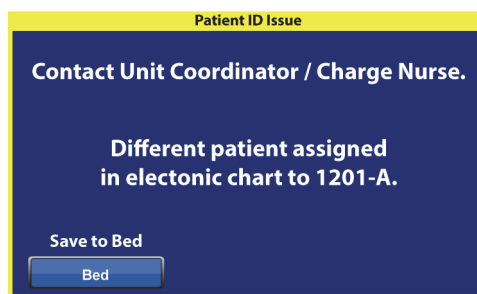 Patient ID Issue
Contact Unit Coordinator / Charge Nurse.
Different patient assigned
in electonic chart to 1201-A.
Save to Bed
Bed